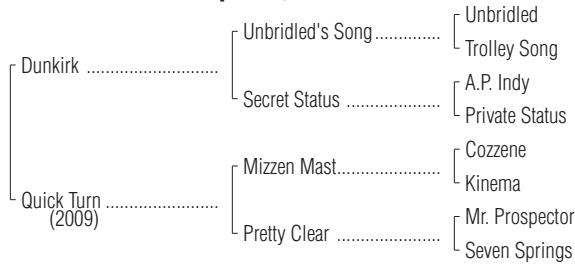 Unbridled
Unbridled's Song..............
Trolley Song
Dunkirk ............................
A.P. Indy
Secret Status ....................
Private Status
Cozzene
Mizzen Mast......................
Kinema
Quick Turn ........................
(2009)
Mr. Prospector
Pretty Clear ......................
Seven Springs